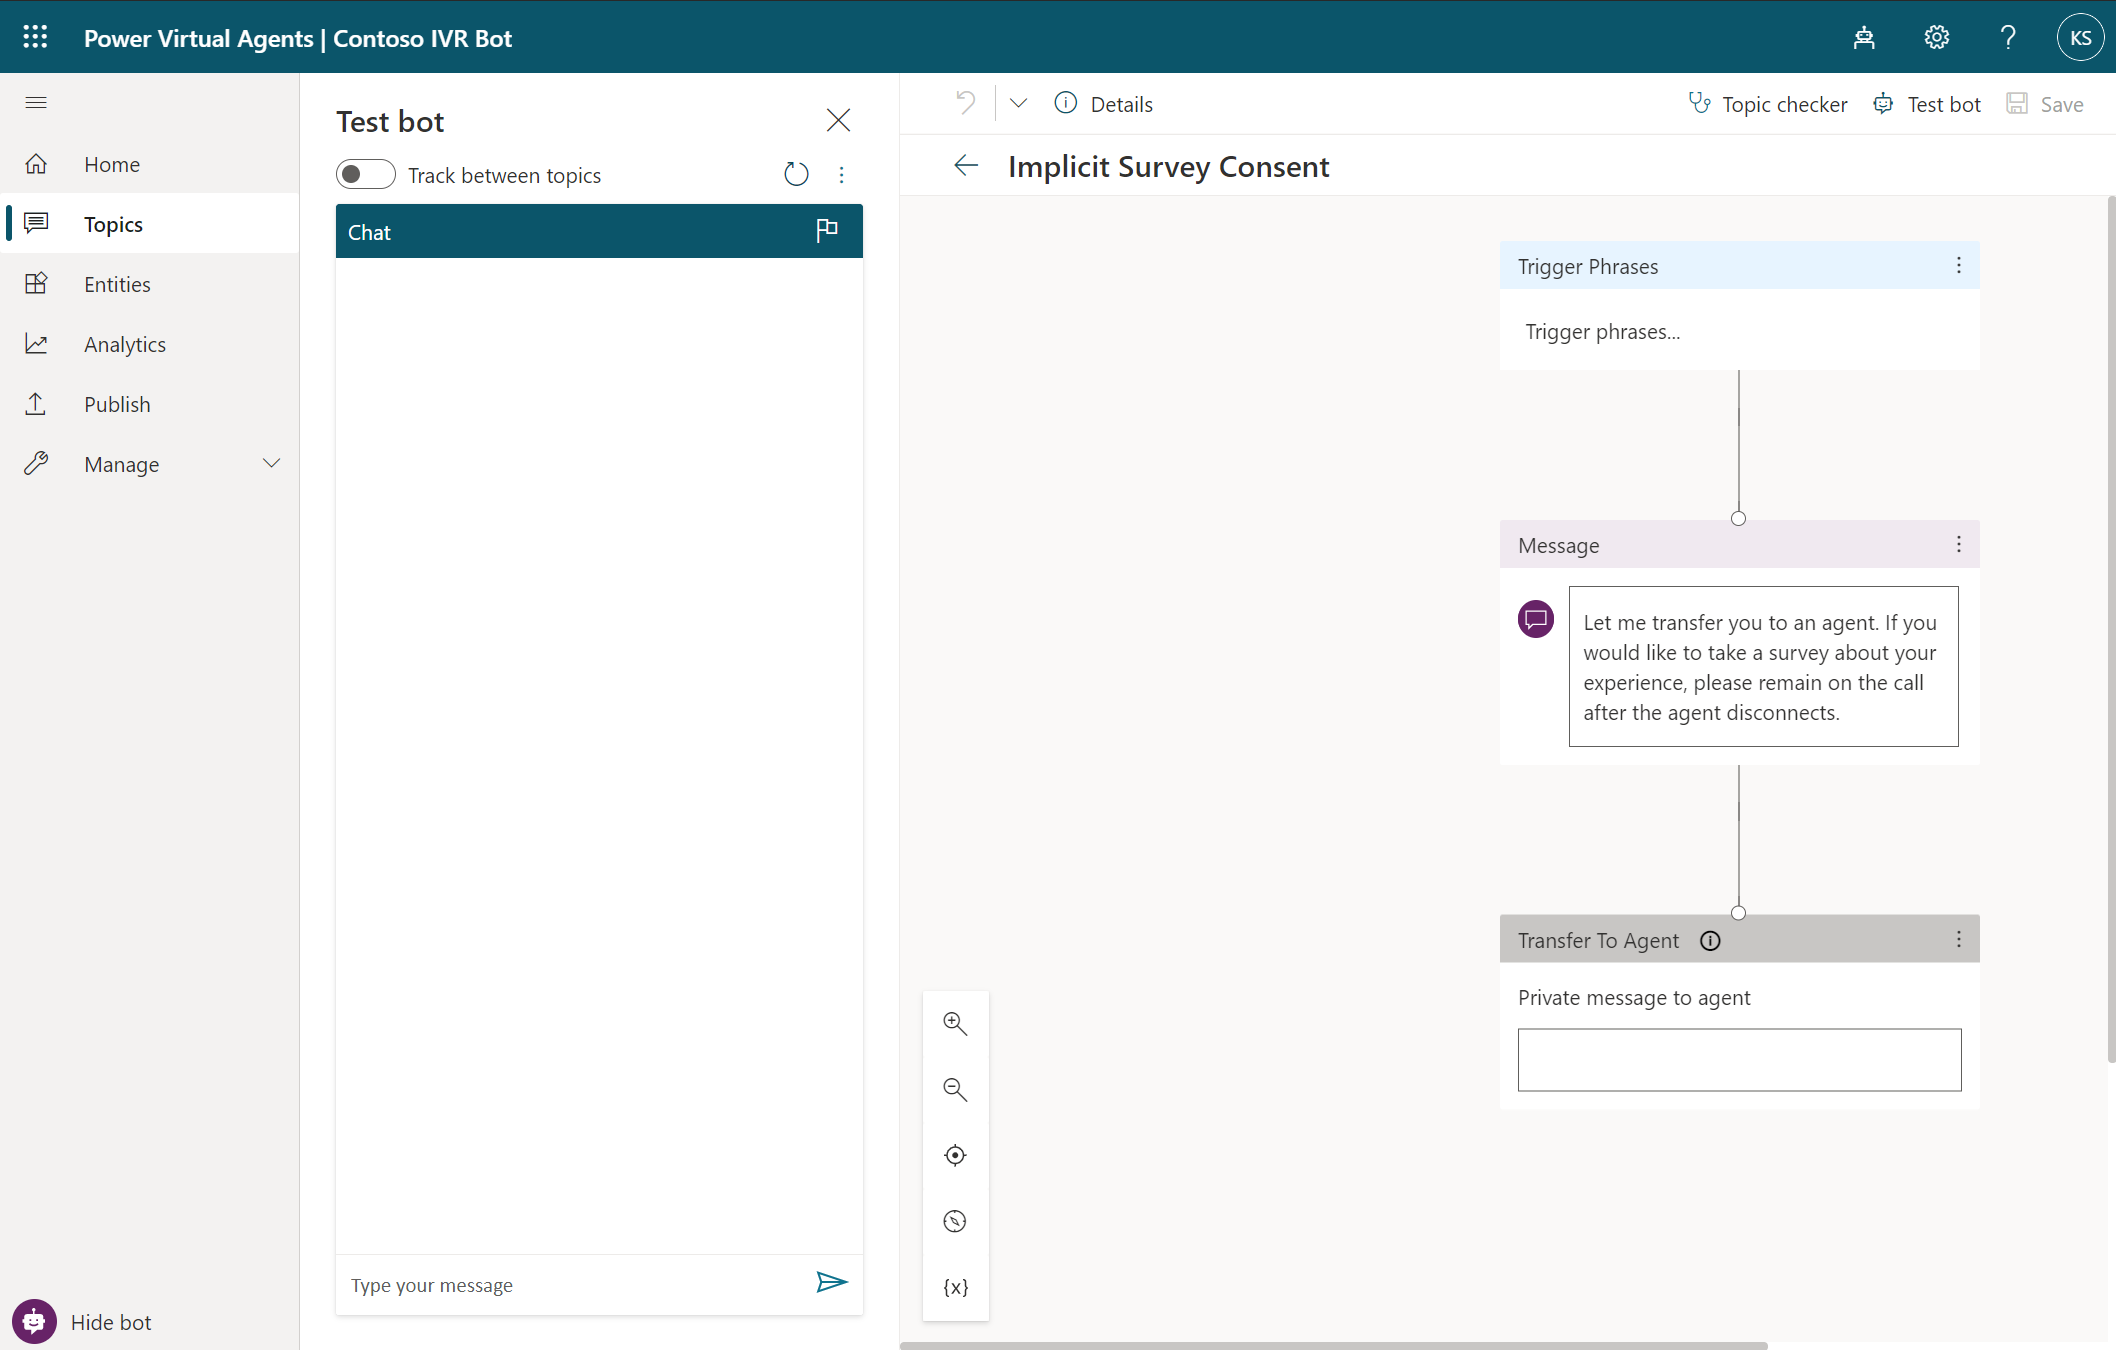 Power Virtual Agents | Contoso IVR Bot
KS
Home
Topics
Entities
Analytics
Publish
Manage
Hide bot
Test bot
Track between topics
Chat
Type your message
Details
Topic checker
Test bot
Save
Implicit Survey Consent
Trigger Phrases
Trigger phrases...
Message
Let me transfer you to an agent. If you
would like to take a survey about your
experience, please remain on the call
after the agent disconnects.
Transfer To Agent
Private message to agent
{x}